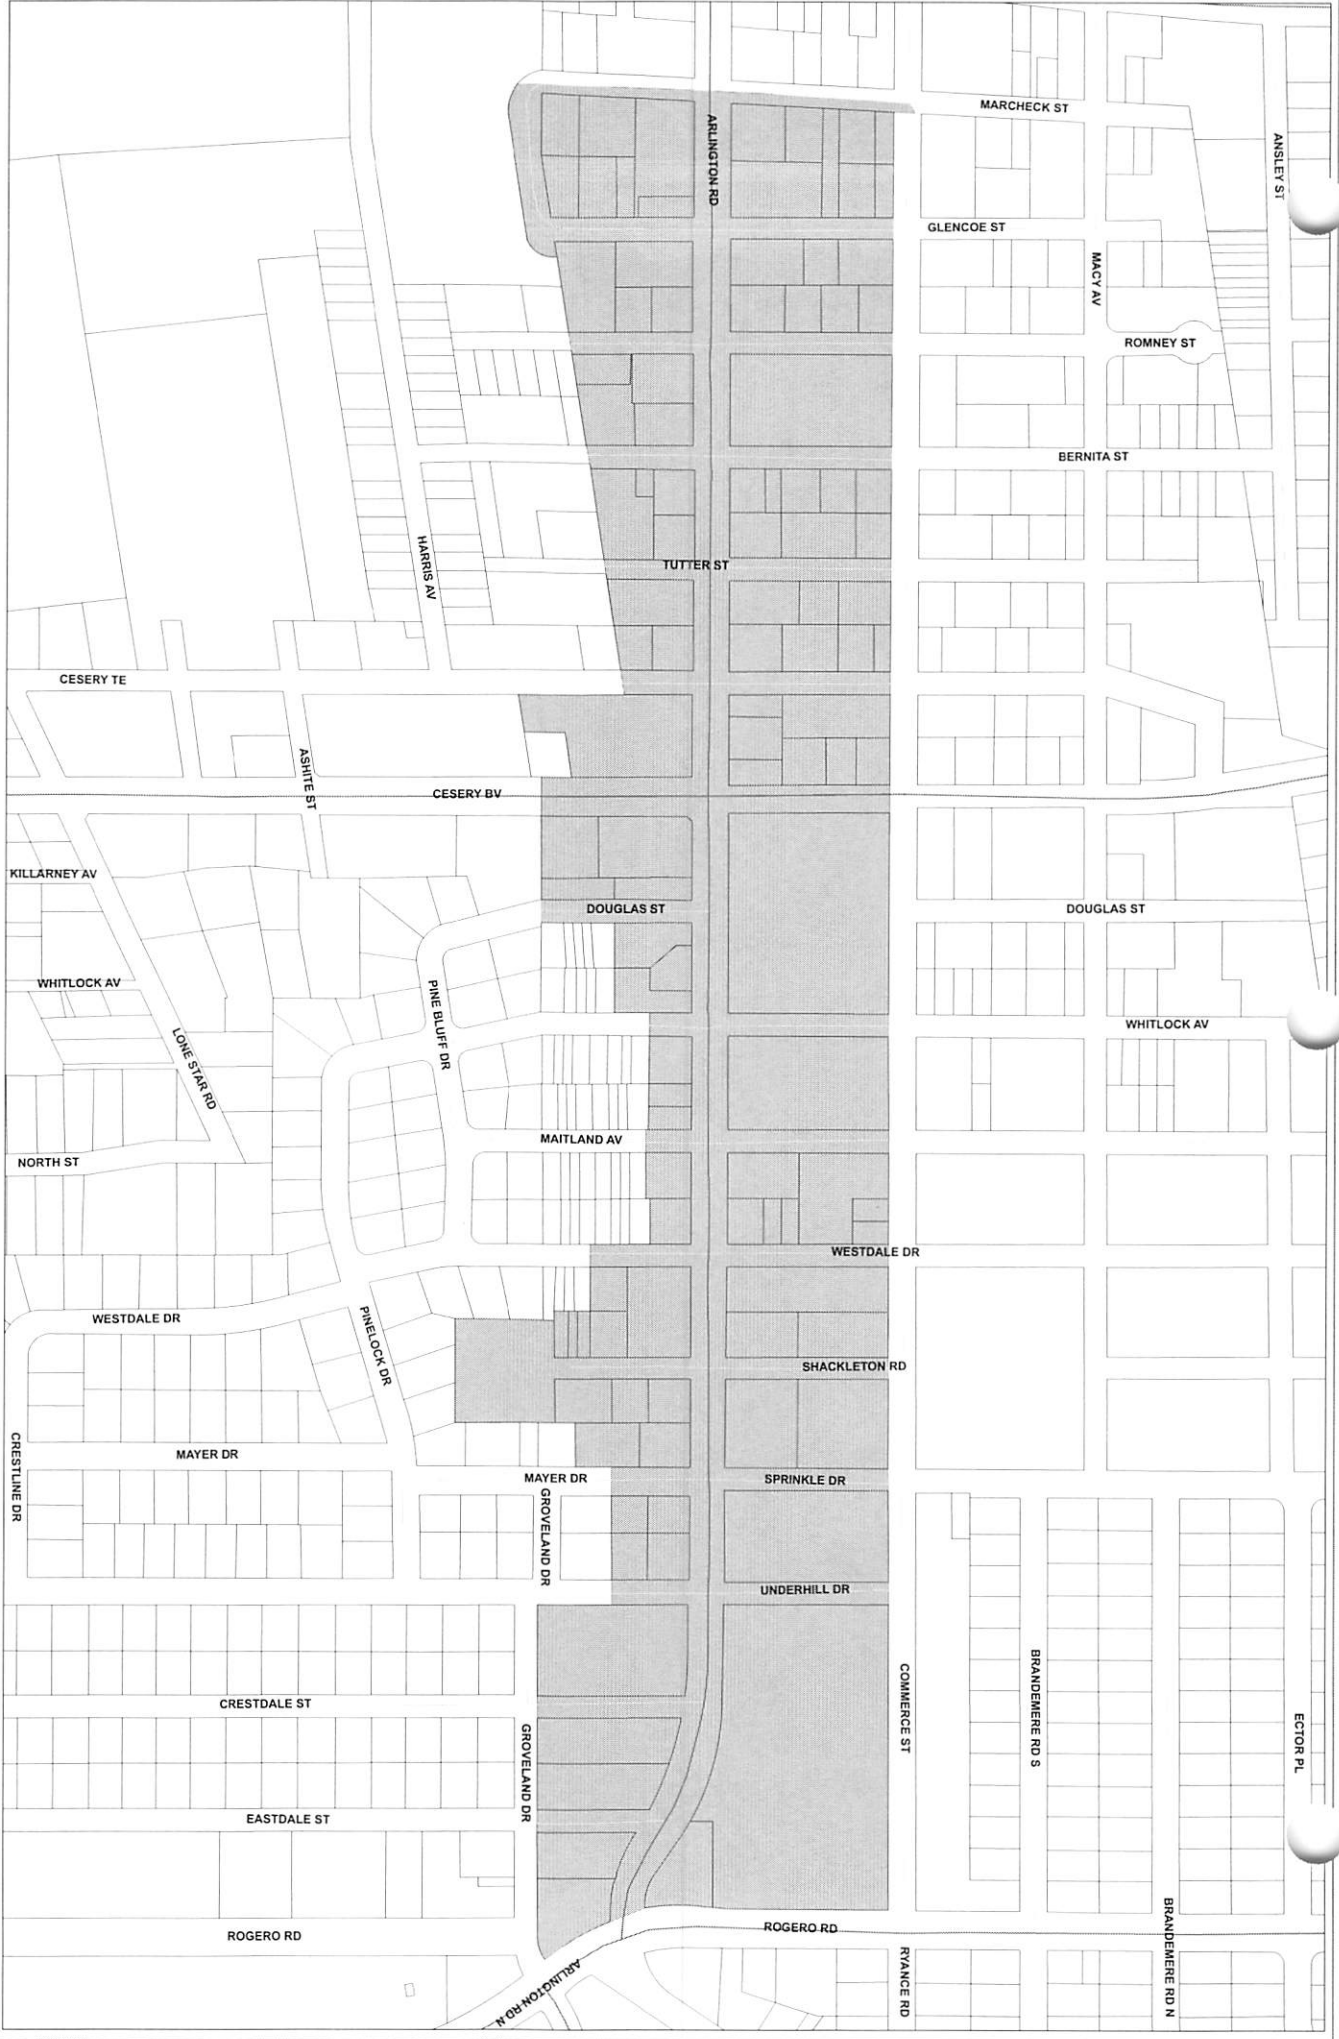 MARCHECK ST
ARLINGTON RD
ANSLEY ST
GLENCOE ST
MACY AV
ROMNEY ST
BERNITA ST
HARRIS AV
TUTTER ST
CESERY TE
ASHITE ST
CESERY BV
KILLARNEY AV
DOUGLAS ST
DOUGLAS ST
WHITLOCK AV
PINE BLUFF DR
WHITLOCK AV
LONE STAR RD
MAITLAND AV
NORTH ST
WESTDALE DR
WESTDALE DR
PINELOCK DR
SHACKLETON RD
CRESTLINE DR
MAYER DR
MAYER DR
SPRINKLE DR
GROVELAND DR
UNDERHILL DR
COMMERCE ST
BRANDEMERE RD S
CRESTDALE ST
ECTOR PL
GROVELAND DR
EASTDALE ST
ROGERO RD
ROGERO RD
BRANDEMERE RD N
ARLINGTON RD N
RYANCE RD